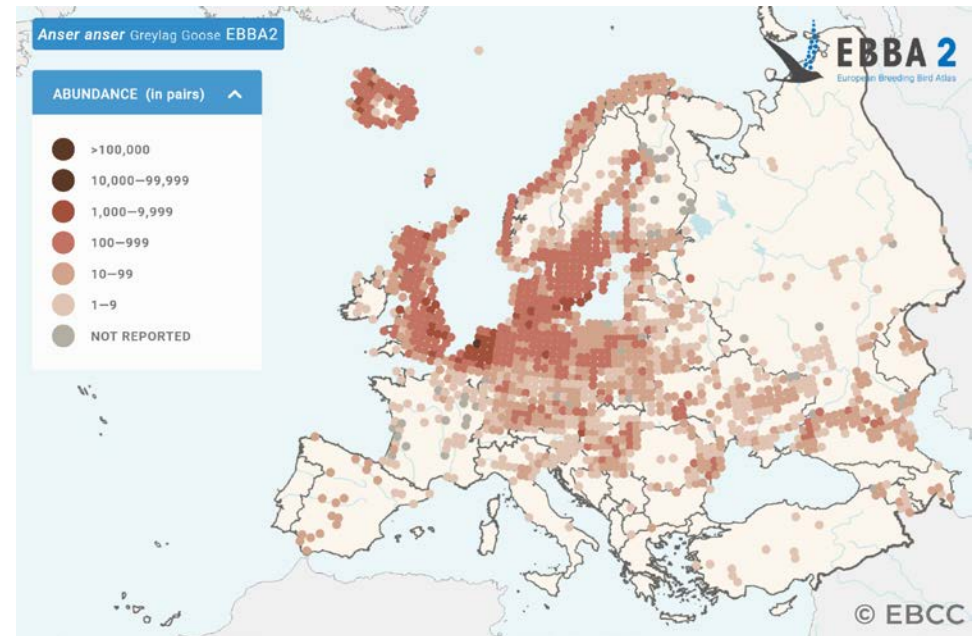 Anser anser Greylag Goose EBBA2
EBBA 2
European Breeding Bird Atlas
ABUNDANCE (in pairs)
>100,000
10,000—99,999
1,000—9,999
100—999
10—99
1—9
NOT REPORTED
© EBCC